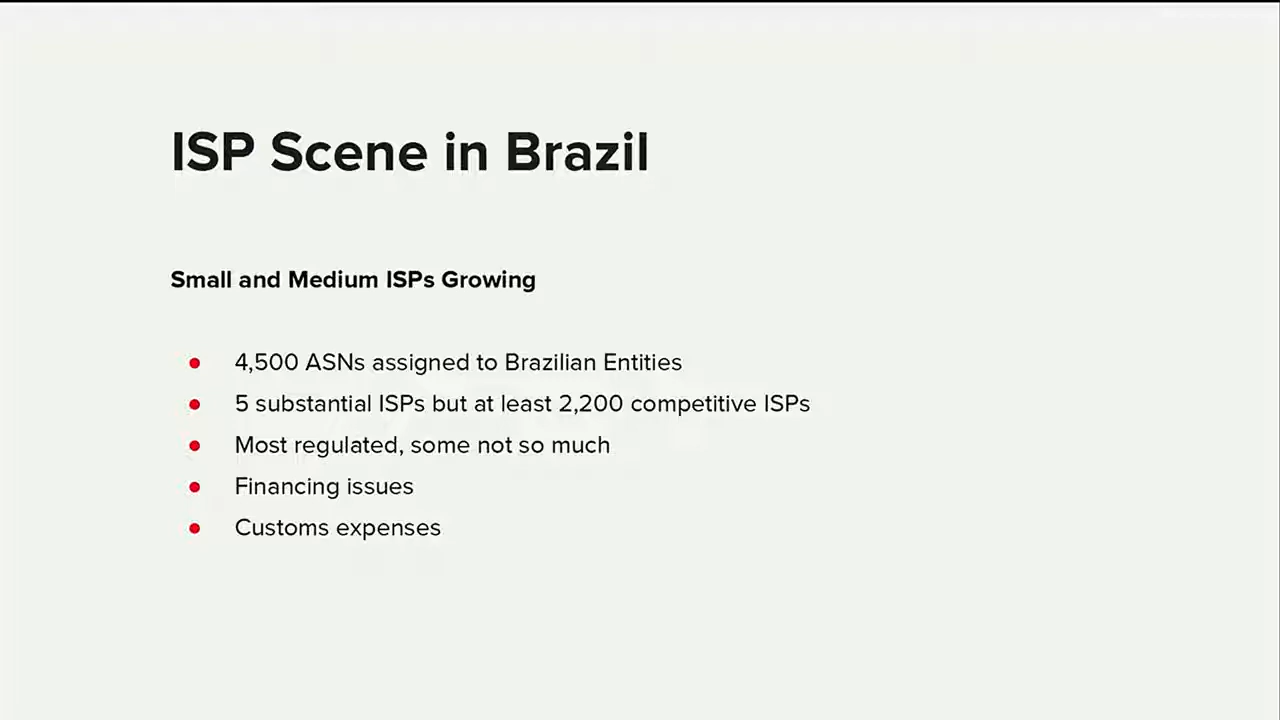 ISP Scene in Brazil
Small and Medium ISPs Growing
4,500 ASNs assigned to Brazilian Entities
5 substantial ISPs but at least 2,200 competitive ISPs
Most regulated, some not so much
Financing issues
Customs expenses